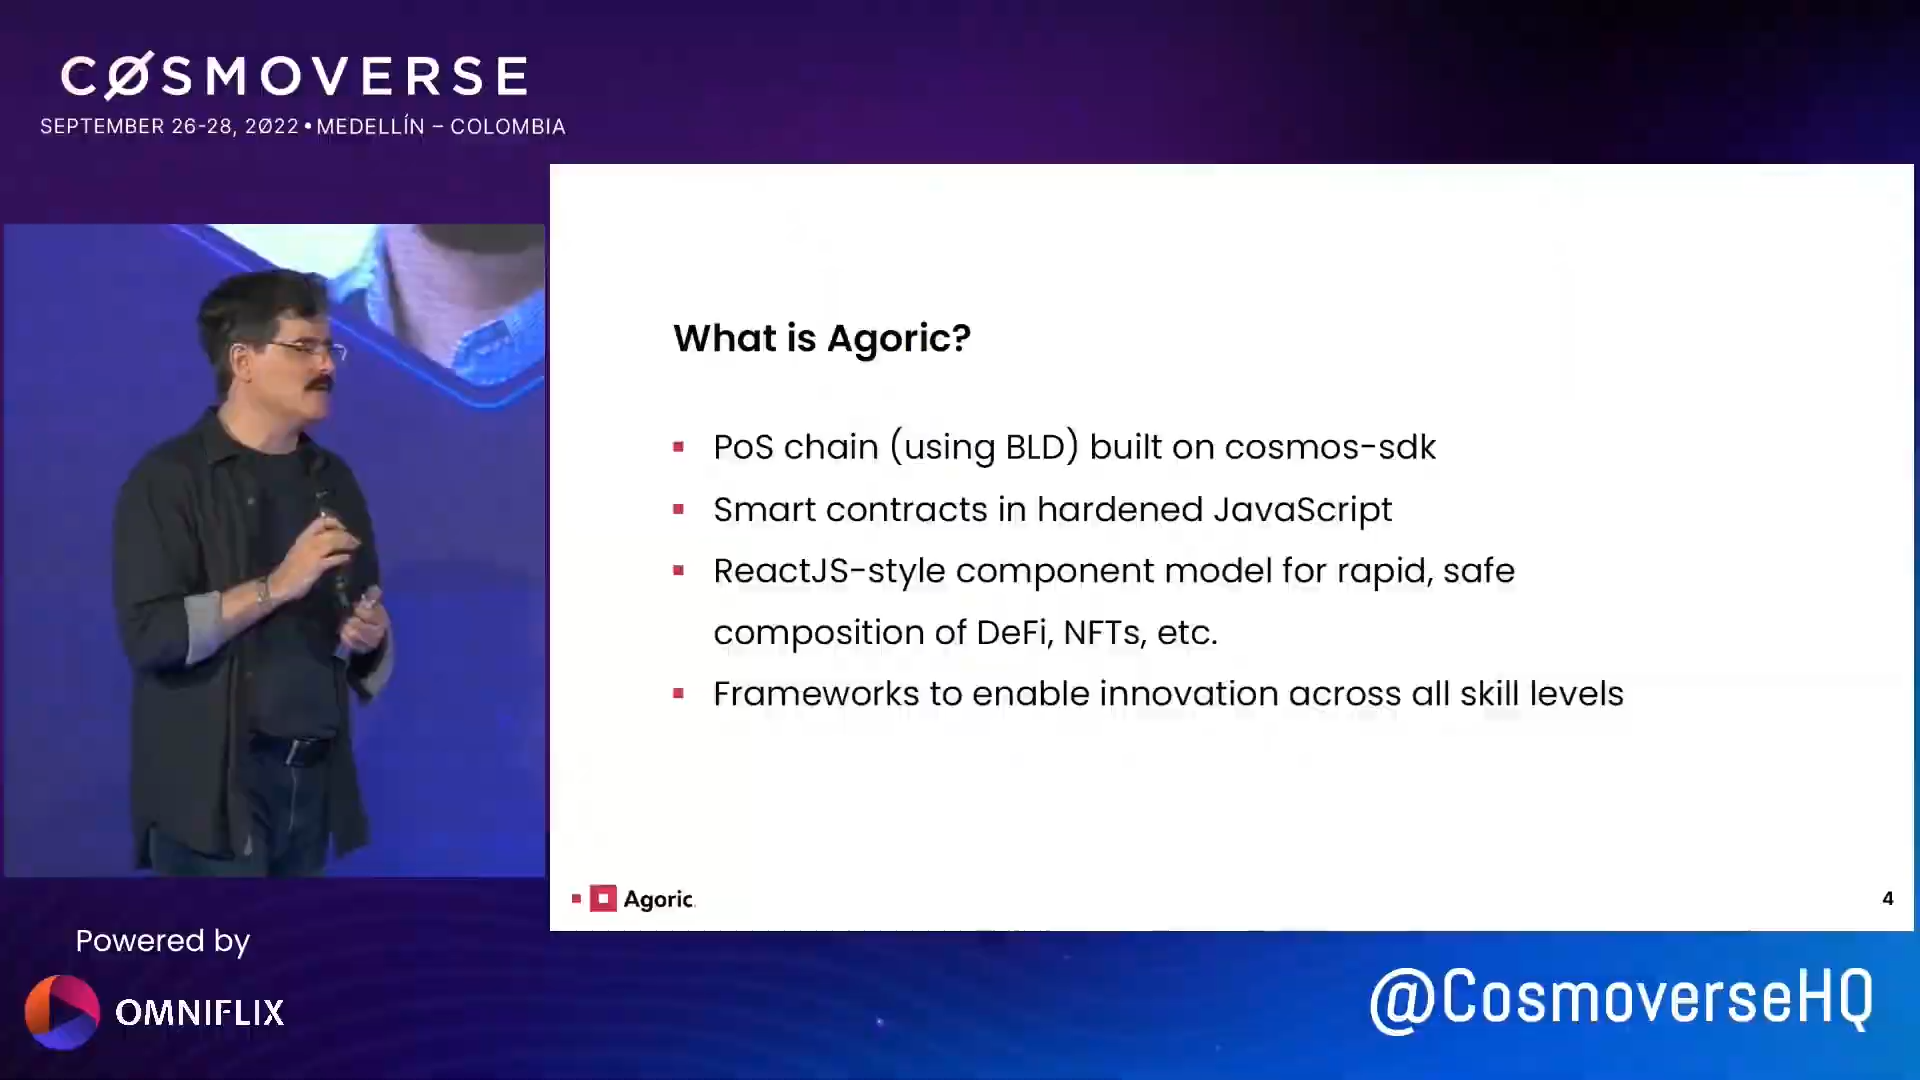 CØSMOVERSE
SEPTEMBER 26-28, 2Ø22 • MEDELLÍN – COLOMBIA
What is Agoric?
▪ PoS chain (using BLD) built on cosmos-sdk
▪ Smart contracts in hardened JavaScript
▪ ReactJS-style component model for rapid, safe
composition of DeFi, NFTs, etc.
▪ Frameworks to enable innovation across all skill levels
Agoric
4
Powered by
OMNIFLIX
@CosmoverseHQ